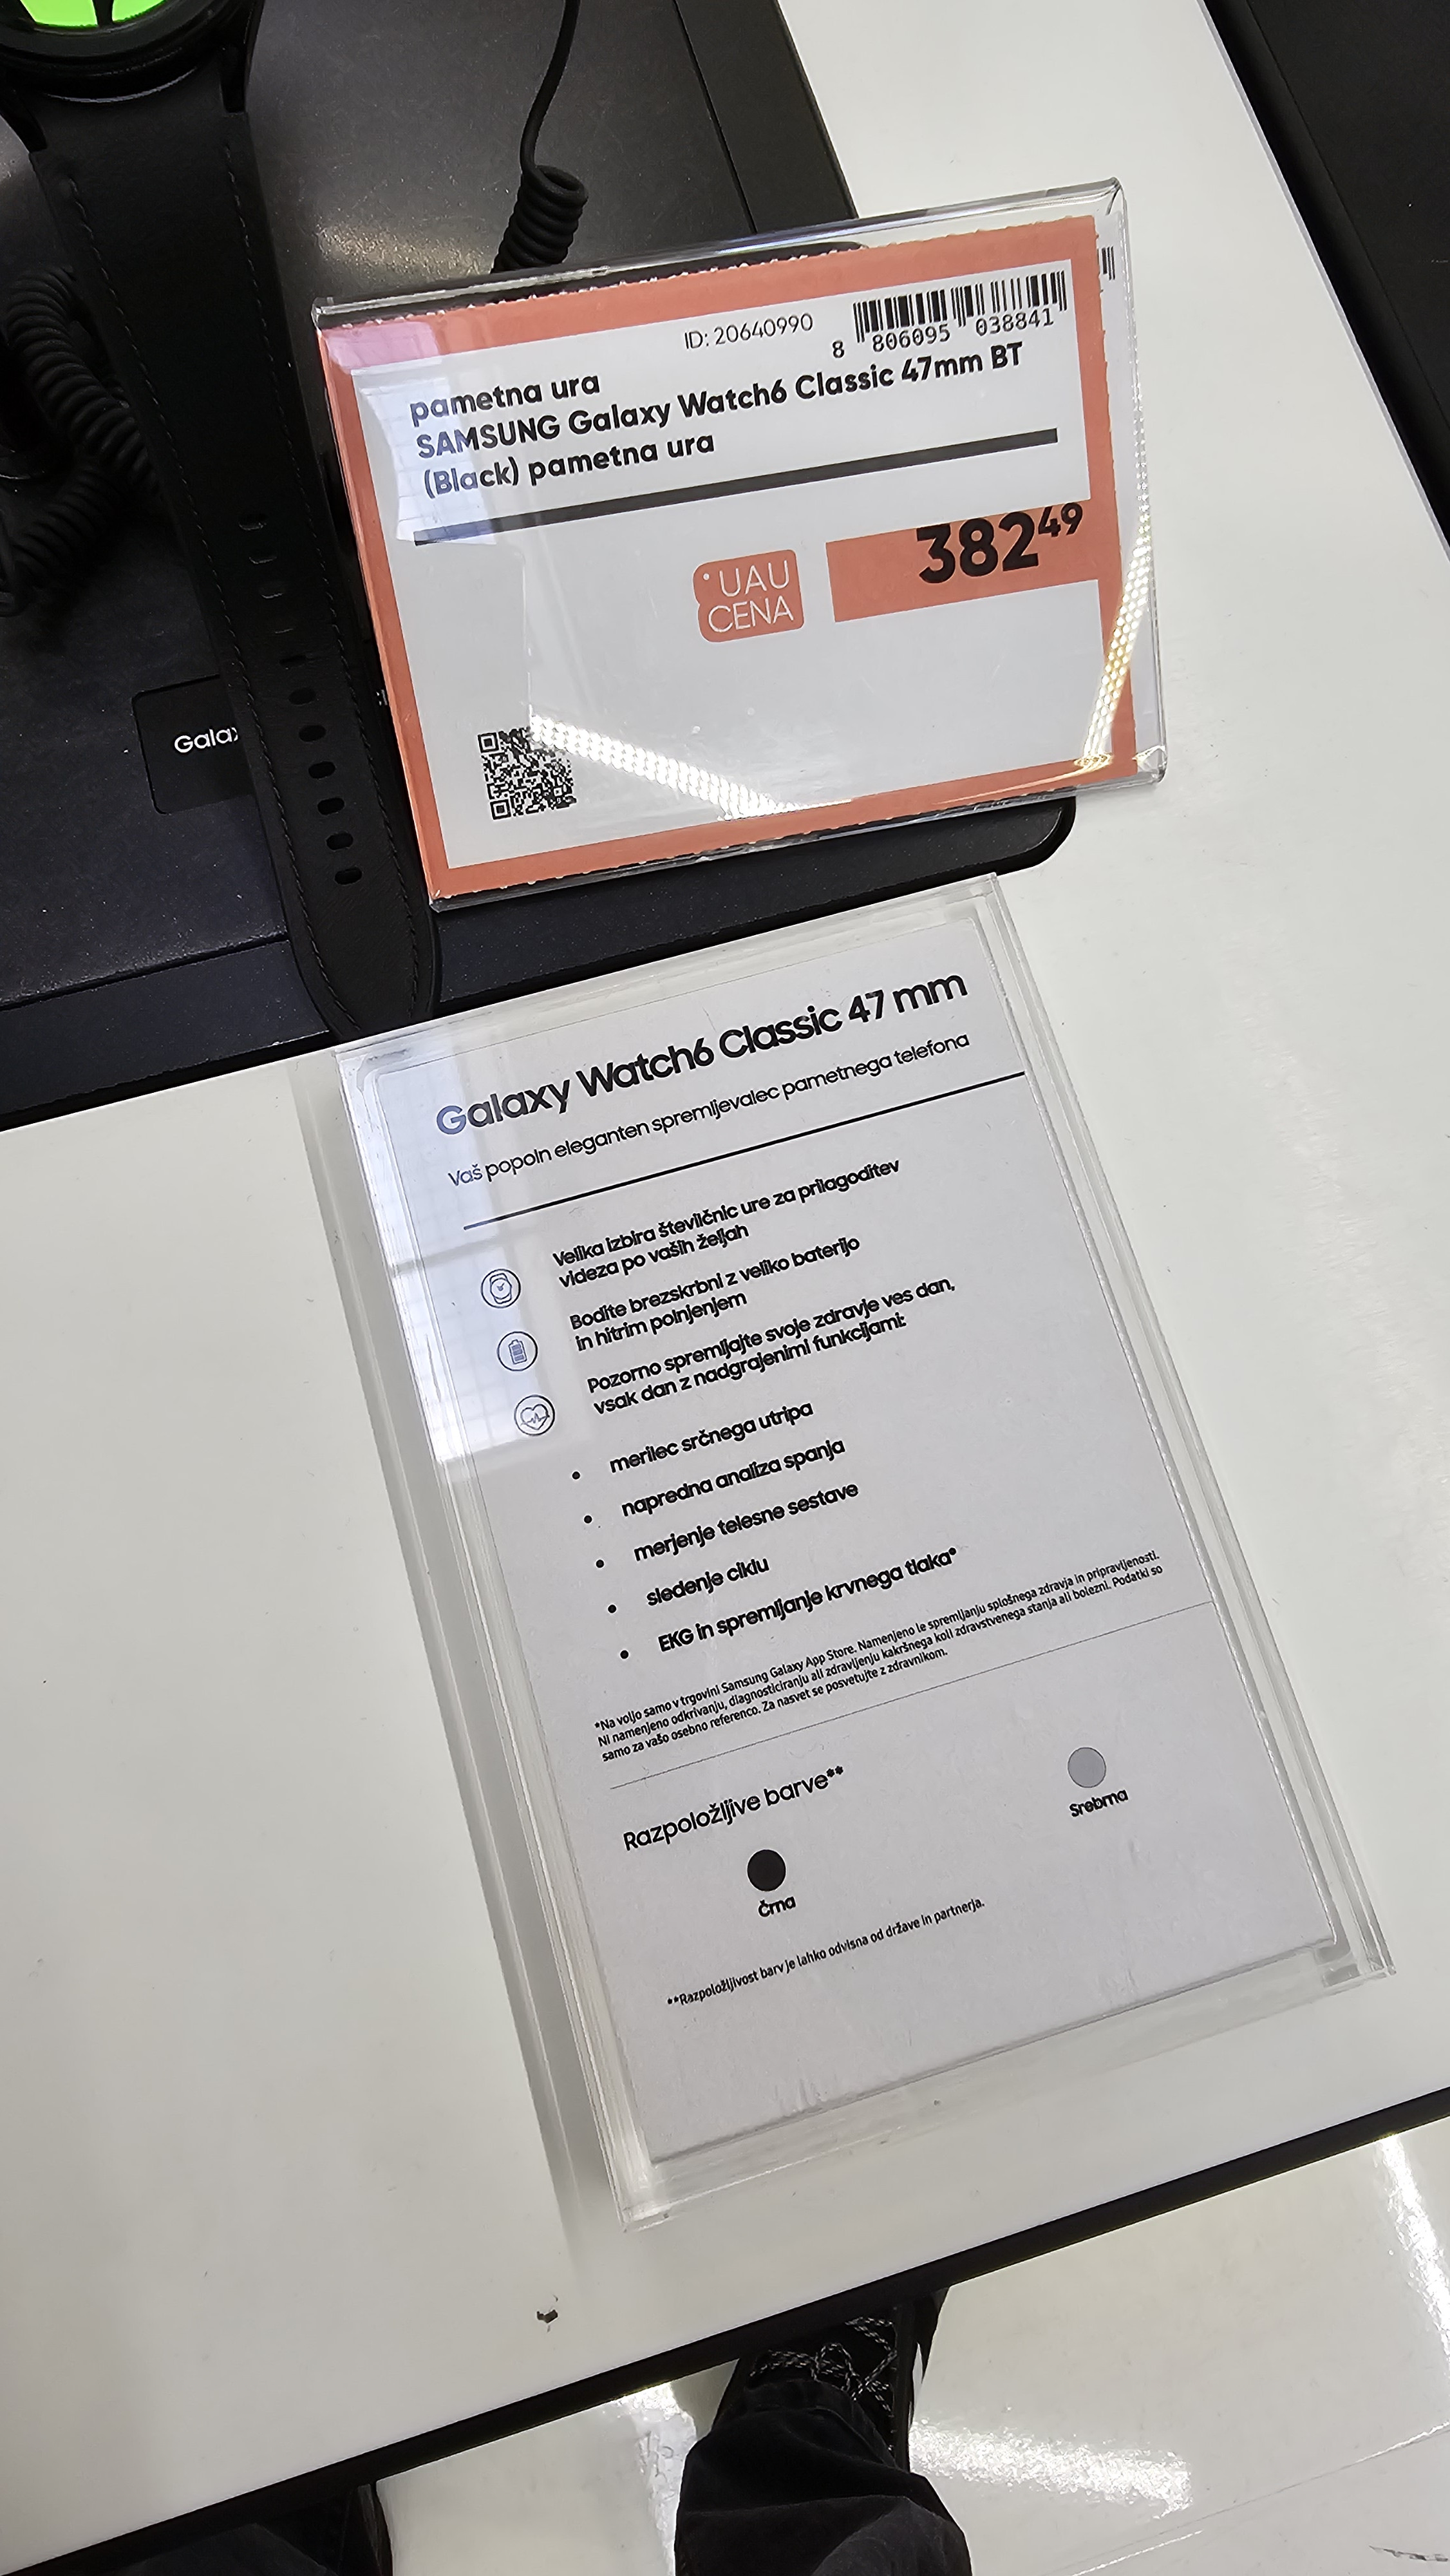 ID: 20640990
8 806095 038841
pametna ura
SAMSUNG Galaxy Watch6 Classic 47mm BT
(Black) pametna ura
382 49
UAU
CENA
Galax
Galaxy Watch6 Classic 47 mm
Vaš popoln eleganten spremljevalec pametnega telefona
Velika izbira številčnic ure za prilagoditev
videza po vaših željah
Bodite brezskrbni z veliko baterijo
in hitrim polnjenjem
Pozorno spremljajte svoje zdravje ves dan,
vsak dan z nadgrajenimi funkcijami:
• merilec srčnega utripa
• napredna analiza spanja
• merjenje telesne sestave
• sledenje ciklu
• EKG in spremljanje krvnega tlaka*
*Na voljo samo v trgovini Samsung Galaxy App Store. Namenjeno le spremljanju splošnega zdravja in pripravljenosti.
Ni namenjeno odkrivanju, diagnosticiranju ali zdravljenju kakršnega koli zdravstvenega stanja ali bolezni. Podatki so
samo za vašo osebno referenco. Za nasvet se posvetujte z zdravnikom.
Razpoložljive barve**
Črna
Srebrna
**Razpoložljivost barv je lahko odvisna od države in partnerja.